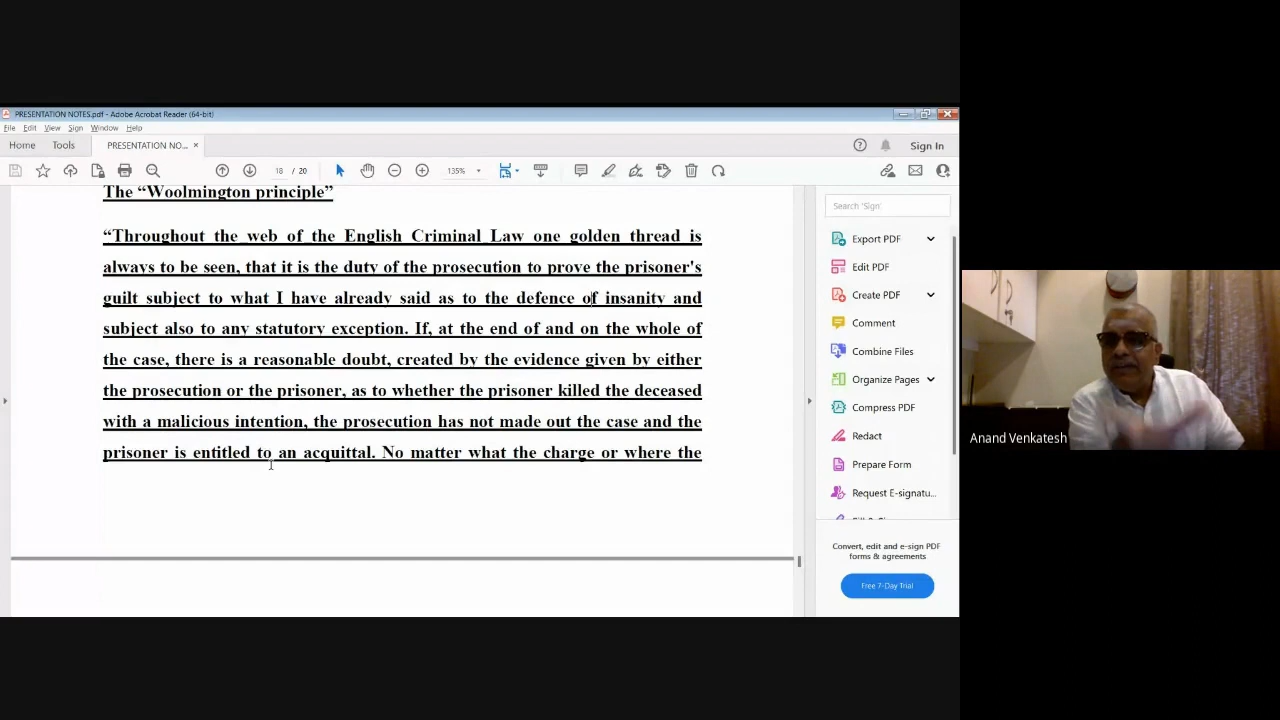 PRESENTATION NOTES.pdf - Adobe Acrobat Reader (64-bit)
File Edit View Sign Window Help
Home Tools PRESENTATION NO... × Sign In
18 / 20 135%
The “Woolmington principle”
“Throughout the web of the English Criminal Law one golden thread is
always to be seen, that it is the duty of the prosecution to prove the prisoner's
guilt subject to what I have already said as to the defence of insanity and
subject also to any statutory exception. If, at the end of and on the whole of
the case, there is a reasonable doubt, created by the evidence given by either
the prosecution or the prisoner, as to whether the prisoner killed the deceased
with a malicious intention, the prosecution has not made out the case and the
prisoner is entitled to an acquittal. No matter what the charge or where the
Search 'Sign'
Export PDF
Edit PDF
Create PDF
Comment
Combine Files
Organize Pages
Compress PDF
Redact
Prepare Form
Request E-signatu...
Convert, edit and e-sign PDF
forms & agreements
Free 7-Day Trial
Anand Venkatesh